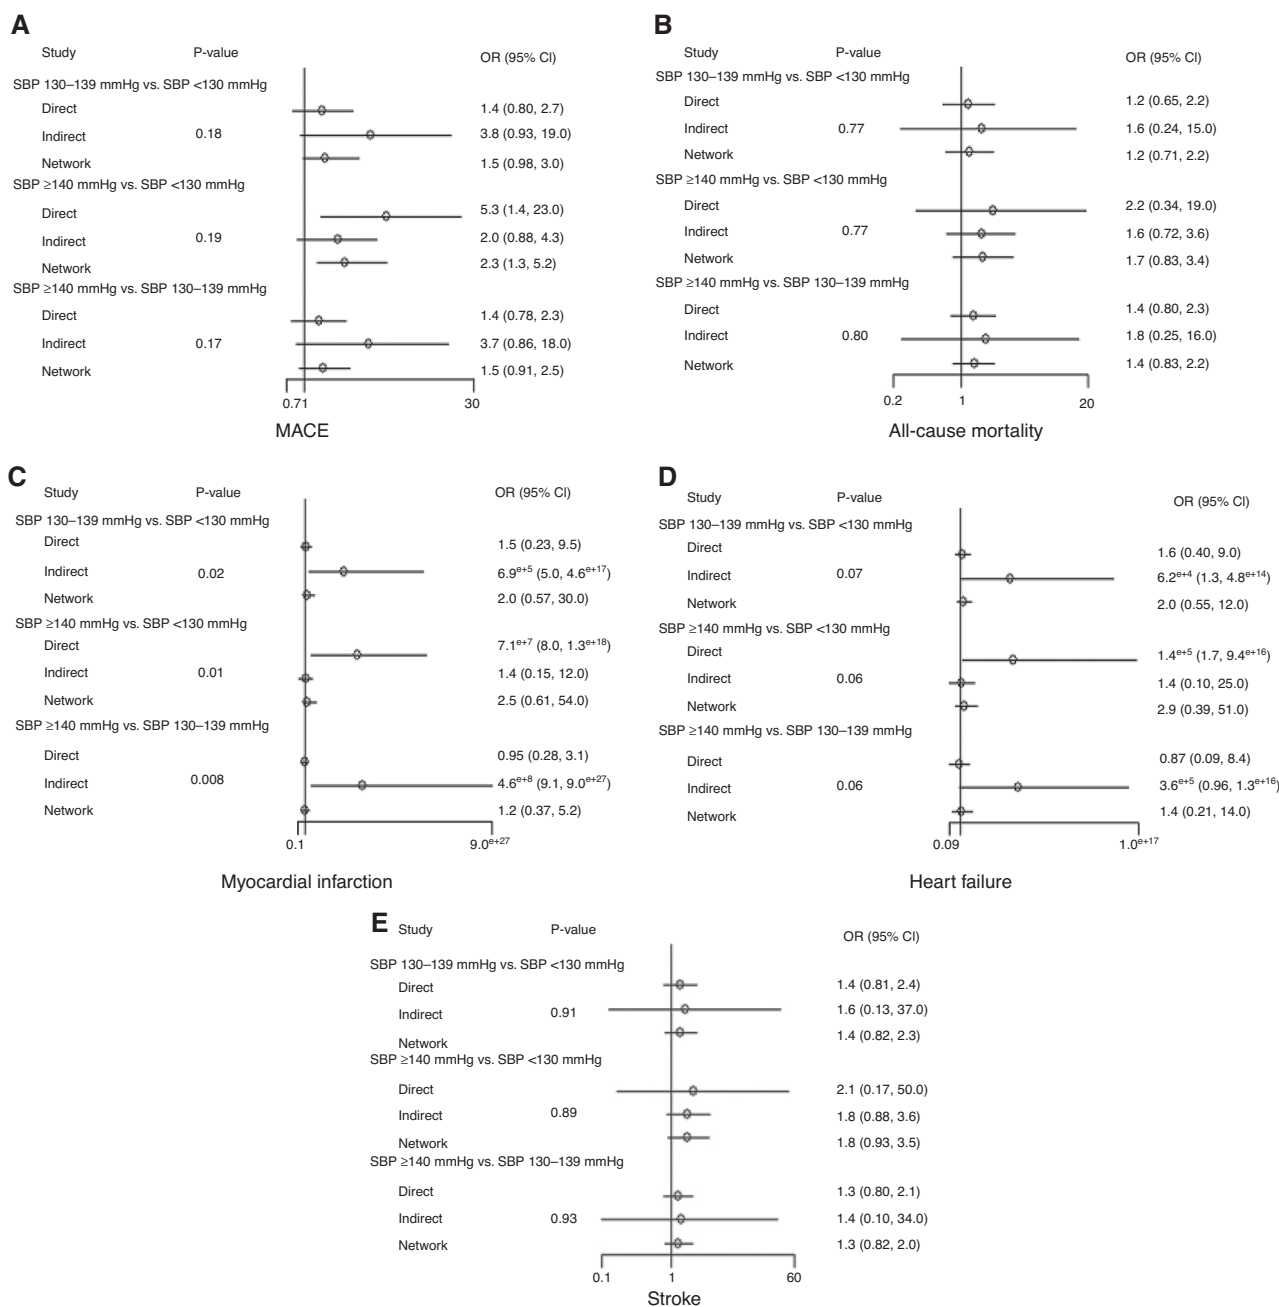 A
Study P-value OR (95% CI)
SBP 130–139 mmHg vs. SBP <130 mmHg
Direct 1.4 (0.80, 2.7)
Indirect 0.18 3.8 (0.93, 19.0)
Network 1.5 (0.98, 3.0)
SBP ≥140 mmHg vs. SBP <130 mmHg
Direct 5.3 (1.4, 23.0)
Indirect 0.19 2.0 (0.88, 4.3)
Network 2.3 (1.3, 5.2)
SBP ≥140 mmHg vs. SBP 130–139 mmHg
Direct 1.4 (0.78, 2.3)
Indirect 0.17 3.7 (0.86, 18.0)
Network 1.5 (0.91, 2.5)
0.71 30
MACE
B
Study P-value OR (95% CI)
SBP 130–139 mmHg vs. SBP <130 mmHg
Direct 1.2 (0.65, 2.2)
Indirect 0.77 1.6 (0.24, 15.0)
Network 1.2 (0.71, 2.2)
SBP ≥140 mmHg vs. SBP <130 mmHg
Direct 2.2 (0.34, 19.0)
Indirect 0.77 1.6 (0.72, 3.6)
Network 1.7 (0.83, 3.4)
SBP ≥140 mmHg vs. SBP 130–139 mmHg
Direct 1.4 (0.80, 2.3)
Indirect 0.80 1.8 (0.25, 16.0)
Network 1.4 (0.83, 2.2)
0.2 1 20
All-cause mortality
C
Study P-value OR (95% CI)
SBP 130–139 mmHg vs. SBP <130 mmHg
Direct 1.5 (0.23, 9.5)
Indirect 0.02 6.9e+5 (5.0, 4.6e+17)
Network 2.0 (0.57, 30.0)
SBP ≥140 mmHg vs. SBP <130 mmHg
Direct 7.1e+7 (8.0, 1.3e+18)
Indirect 0.01 1.4 (0.15, 12.0)
Network 2.5 (0.61, 54.0)
SBP ≥140 mmHg vs. SBP 130–139 mmHg
Direct 0.95 (0.28, 3.1)
Indirect 0.008 4.6e+8 (9.1, 9.0e+27)
Network 1.2 (0.37, 5.2)
0.1 9.0e+27
Myocardial infarction
D
Study P-value OR (95% CI)
SBP 130–139 mmHg vs. SBP <130 mmHg
Direct 1.6 (0.40, 9.0)
Indirect 0.07 6.2e+4 (1.3, 4.8e+14)
Network 2.0 (0.55, 12.0)
SBP ≥140 mmHg vs. SBP <130 mmHg
Direct 1.4e+5 (1.7, 9.4e+16)
Indirect 0.06 1.4 (0.10, 25.0)
Network 2.9 (0.39, 51.0)
SBP ≥140 mmHg vs. SBP 130–139 mmHg
Direct 0.87 (0.09, 8.4)
Indirect 0.06 3.6e+5 (0.96, 1.3e+16)
Network 1.4 (0.21, 14.0)
0.09 1.0e+17
Heart failure
E
Study P-value OR (95% CI)
SBP 130–139 mmHg vs. SBP <130 mmHg
Direct 1.4 (0.81, 2.4)
Indirect 0.91 1.6 (0.13, 37.0)
Network 1.4 (0.82, 2.3)
SBP ≥140 mmHg vs. SBP <130 mmHg
Direct 2.1 (0.17, 50.0)
Indirect 0.89 1.8 (0.88, 3.6)
Network 1.8 (0.93, 3.5)
SBP ≥140 mmHg vs. SBP 130–139 mmHg
Direct 1.3 (0.80, 2.1)
Indirect 0.93 1.4 (0.10, 34.0)
Network 1.3 (0.82, 2.0)
0.1 1 60
Stroke